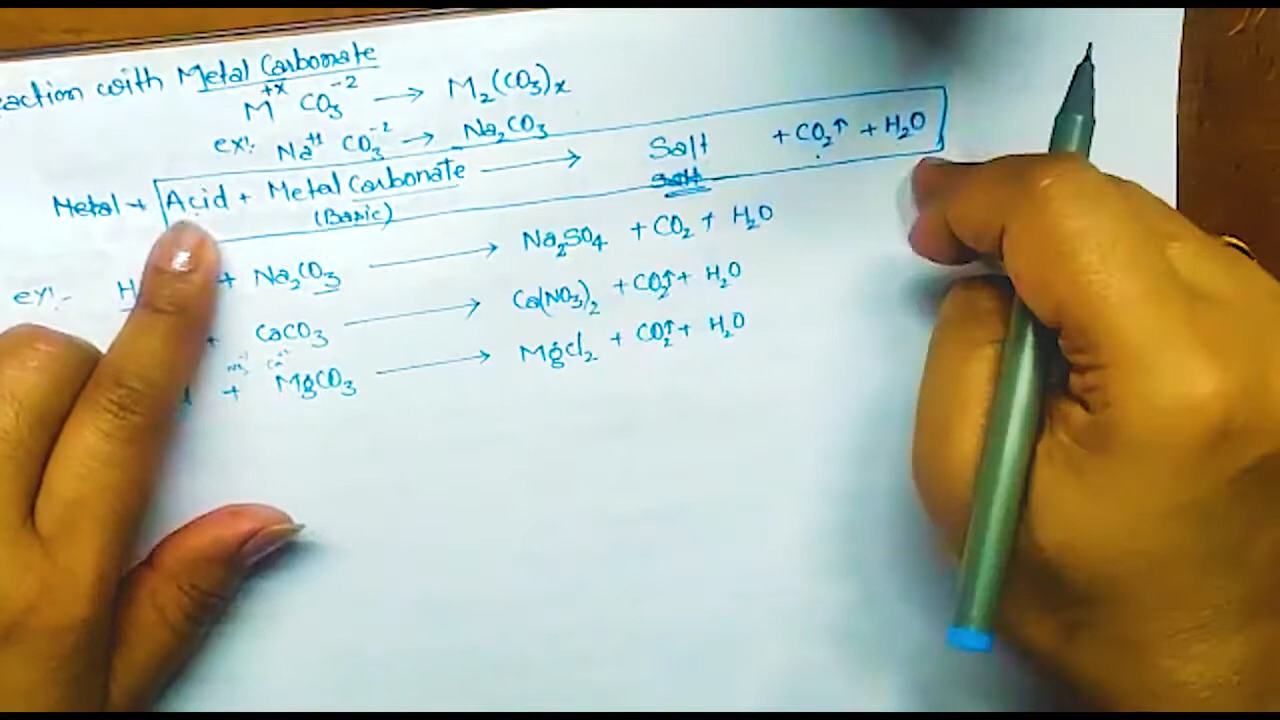 action with Metal Carbonate
M⁺ˣ CO₃⁻² → M₂(CO₃)ₓ
ex:- Na⁺¹ CO₃⁻² → Na₂CO₃
Metal + Acid + Metal Carbonate → Salt + CO₂↑ + H₂O
(Basic)
ex:- H + Na₂CO₃ → Na₂SO₄ + CO₂ + H₂O
+ CaCO₃ → Ca(NO₃)₂ + CO₂↑ + H₂O
+ MgCO₃ → MgCl₂ + CO₂↑ + H₂O